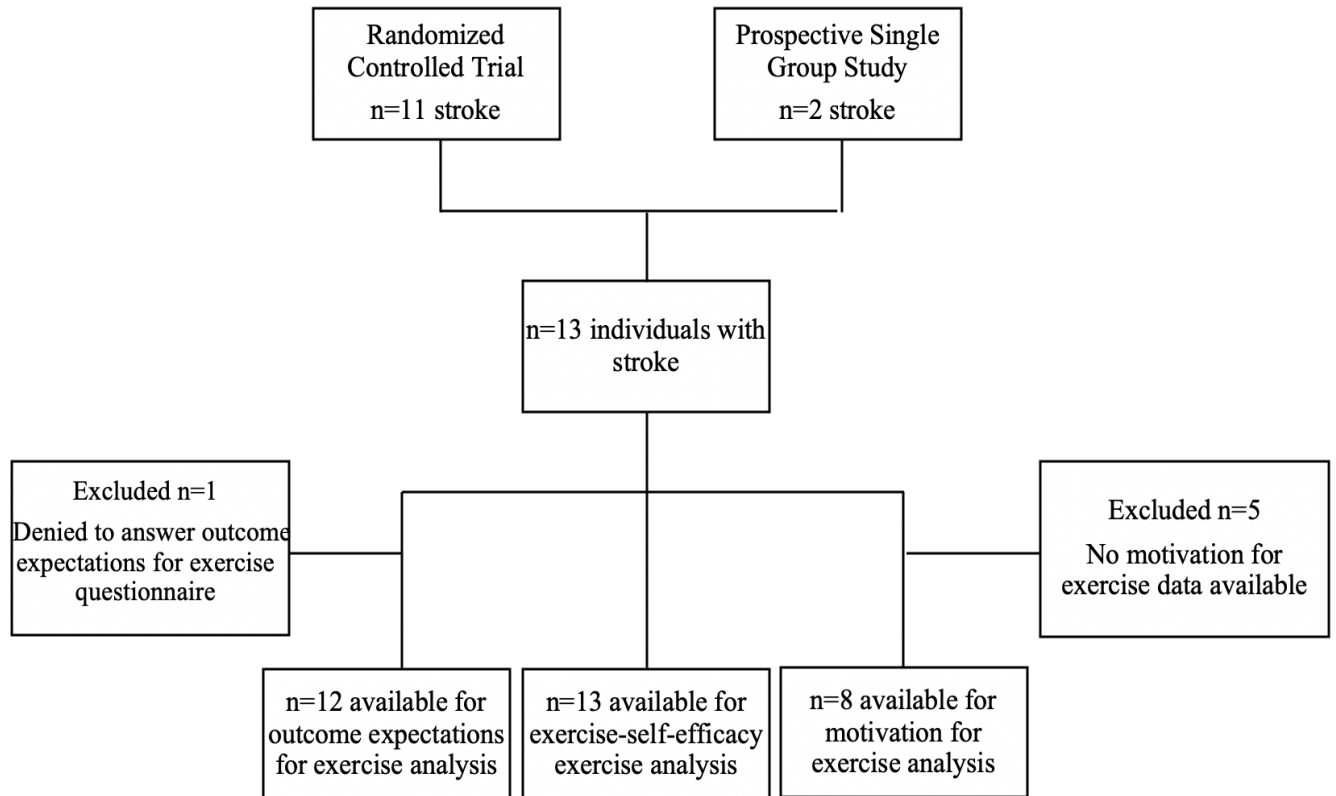 Randomized
Controlled Trial
n=11 stroke
Prospective Single
Group Study
n=2 stroke
n=13 individuals with
stroke
Excluded n=1
Denied to answer outcome
expectations for exercise
questionnaire
Excluded n=5
No motivation for
exercise data available
n=12 available for
outcome expectations
for exercise analysis
n=13 available for
exercise-self-efficacy
exercise analysis
n=8 available for
motivation for
exercise analysis